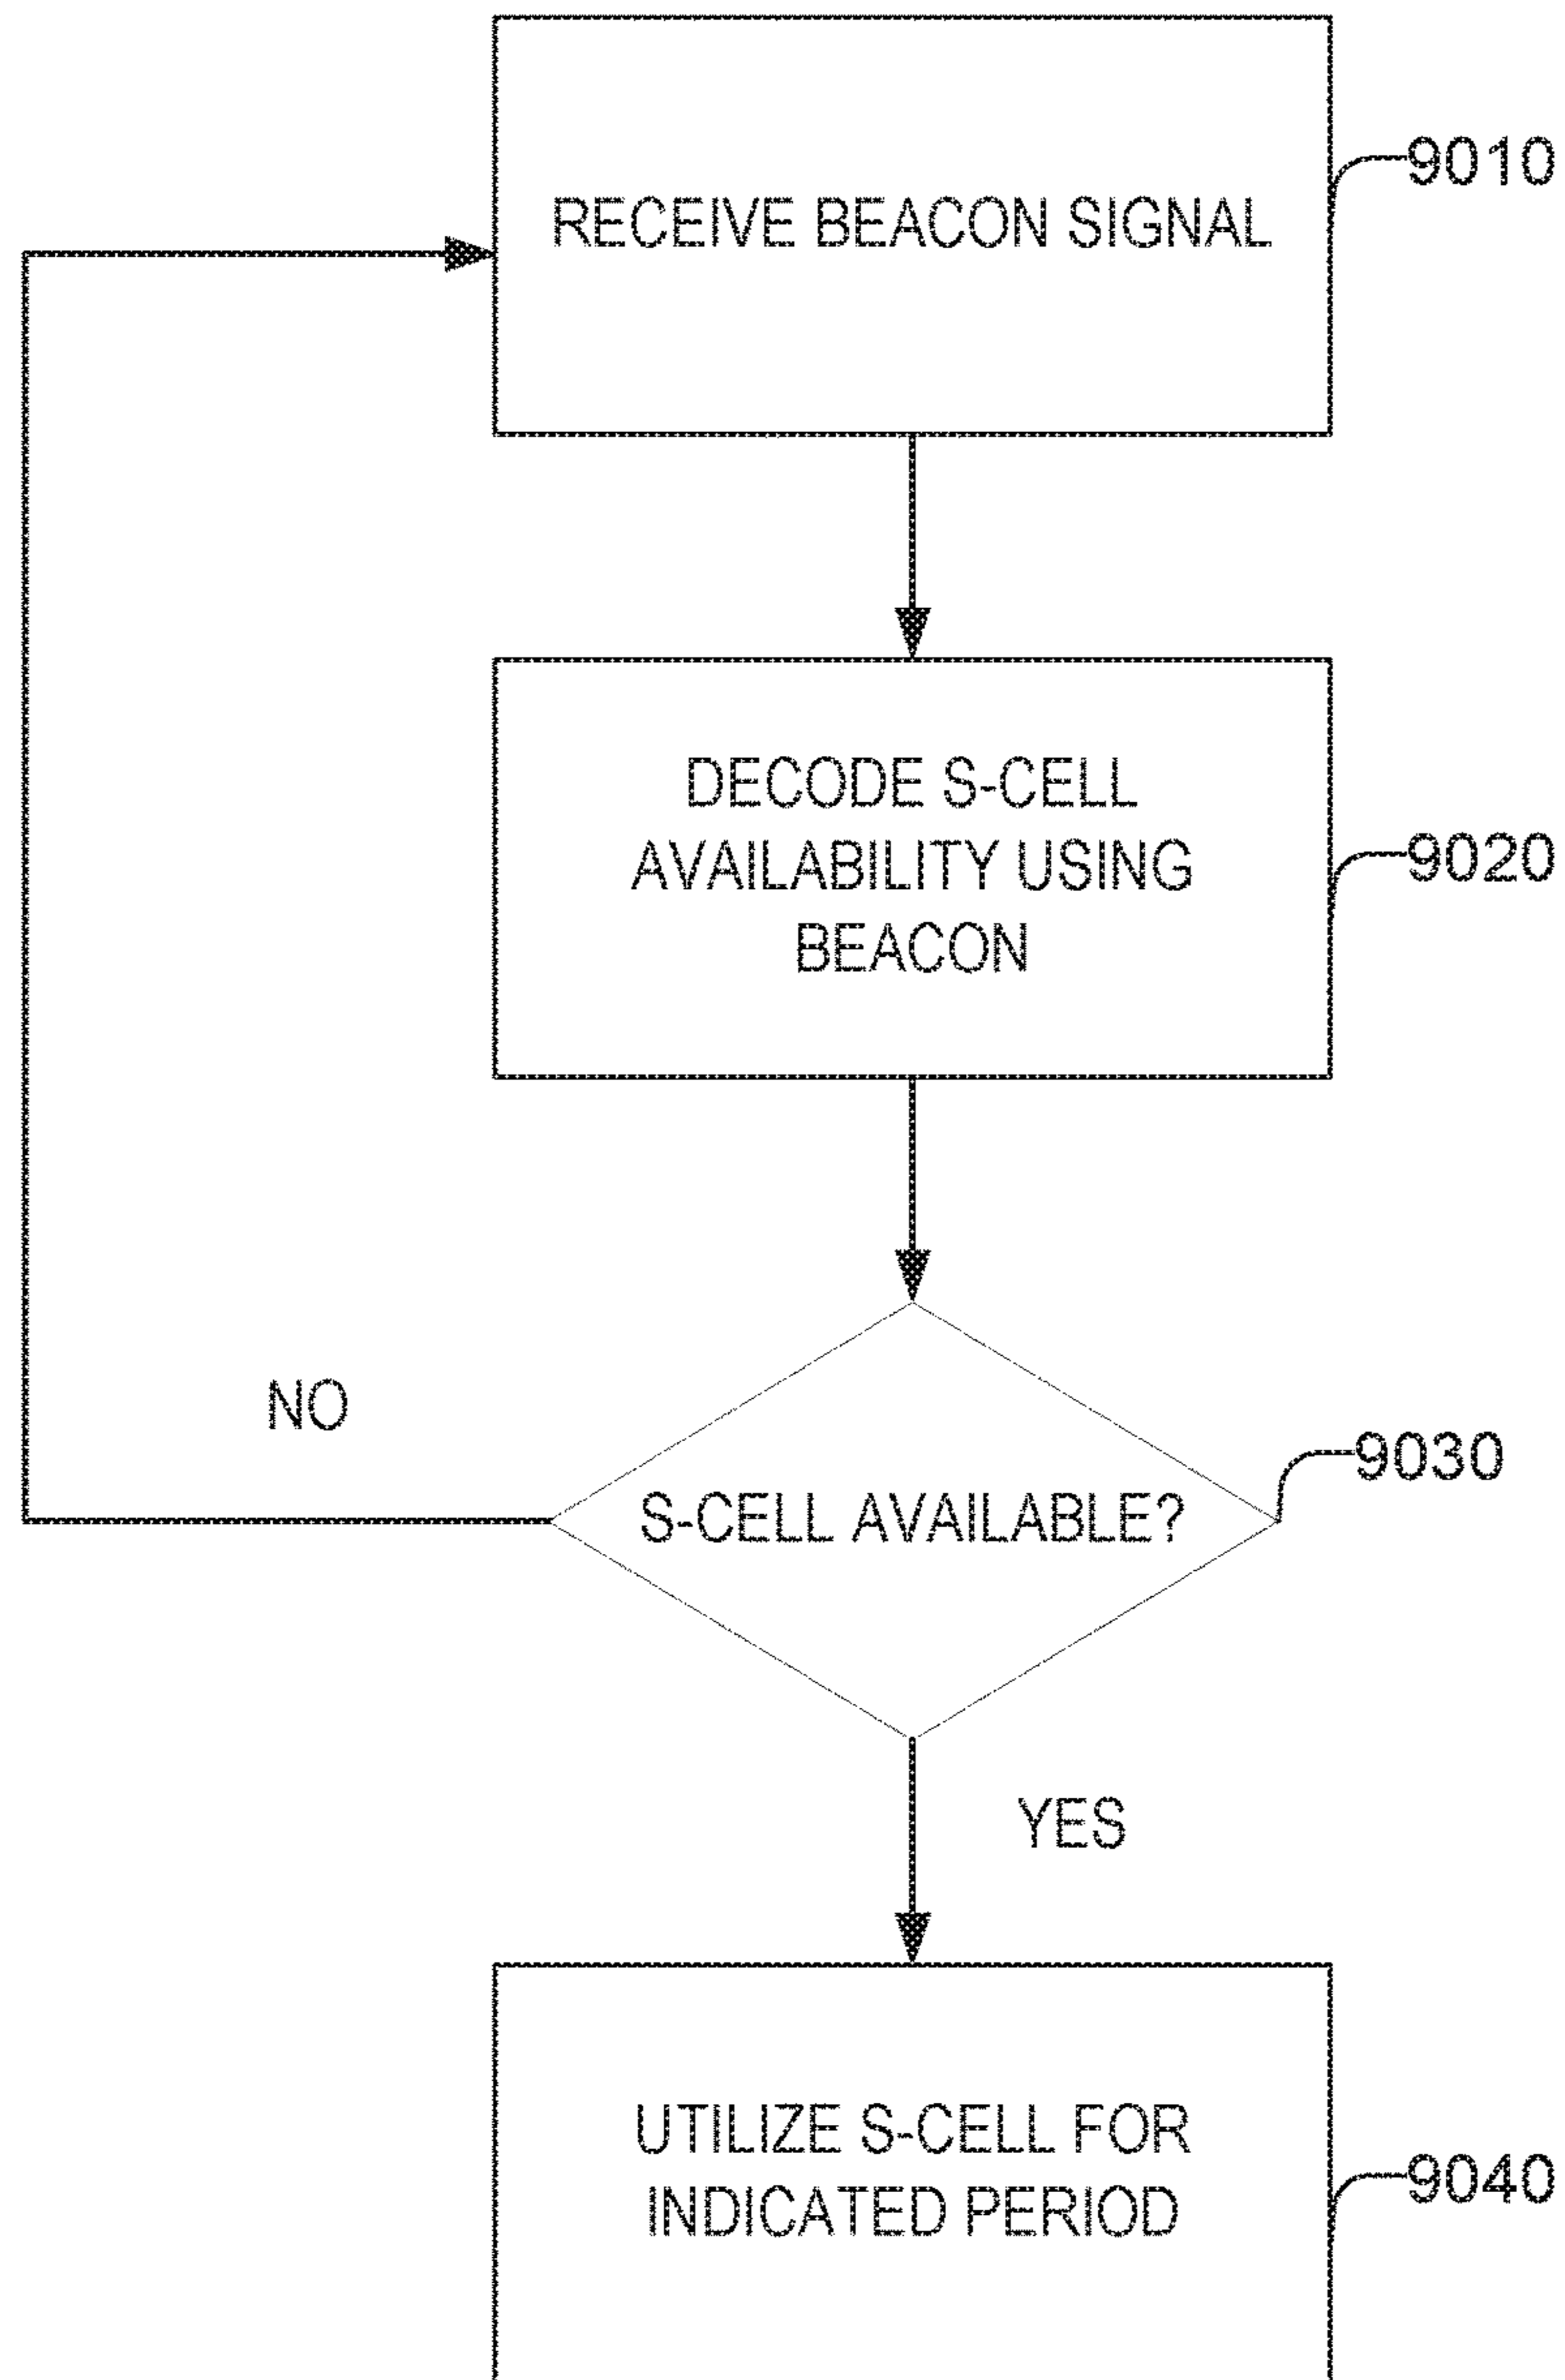 RECEIVE BEACON SIGNAL
9010
DECODE S-CELL
AVAILABILITY USING
BEACON
9020
NO
S-CELL AVAILABLE?
9030
YES
UTILIZE S-CELL FOR
INDICATED PERIOD
9040